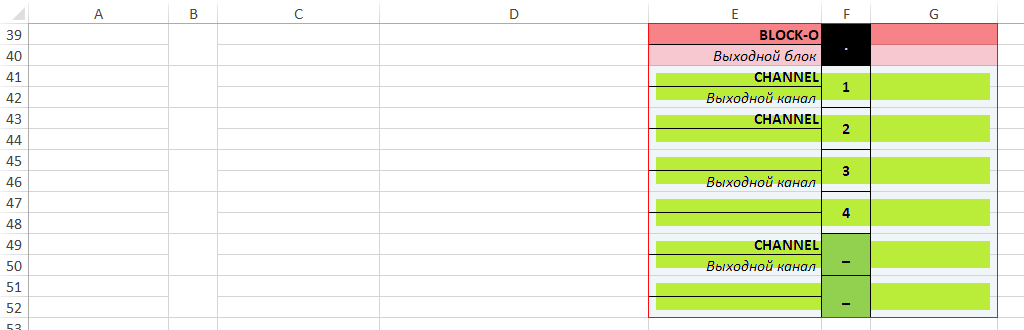 A B C D E F G
39 BLOCK-O .
40 Выходной блок
41 CHANNEL 1
42 Выходной канал
43 CHANNEL 2
44
45 3
46 Выходной канал
47 4
48
49 CHANNEL –
50 Выходной канал
51 –
52
53